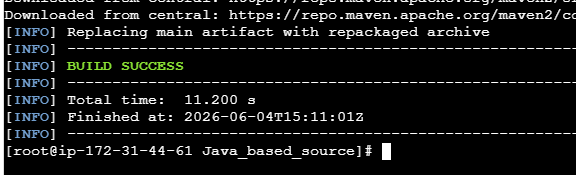 Downloaded from central: https://repo.maven.apache.org/maven2/co
[INFO] Replacing main artifact with repackaged archive
[INFO] ------------------------------------------------------------------------
[INFO] BUILD SUCCESS
[INFO] ------------------------------------------------------------------------
[INFO] Total time:  11.200 s
[INFO] Finished at: 2026-06-04T15:11:01Z
[INFO] ------------------------------------------------------------------------
[root@ip-172-31-44-61 Java_based_source]#